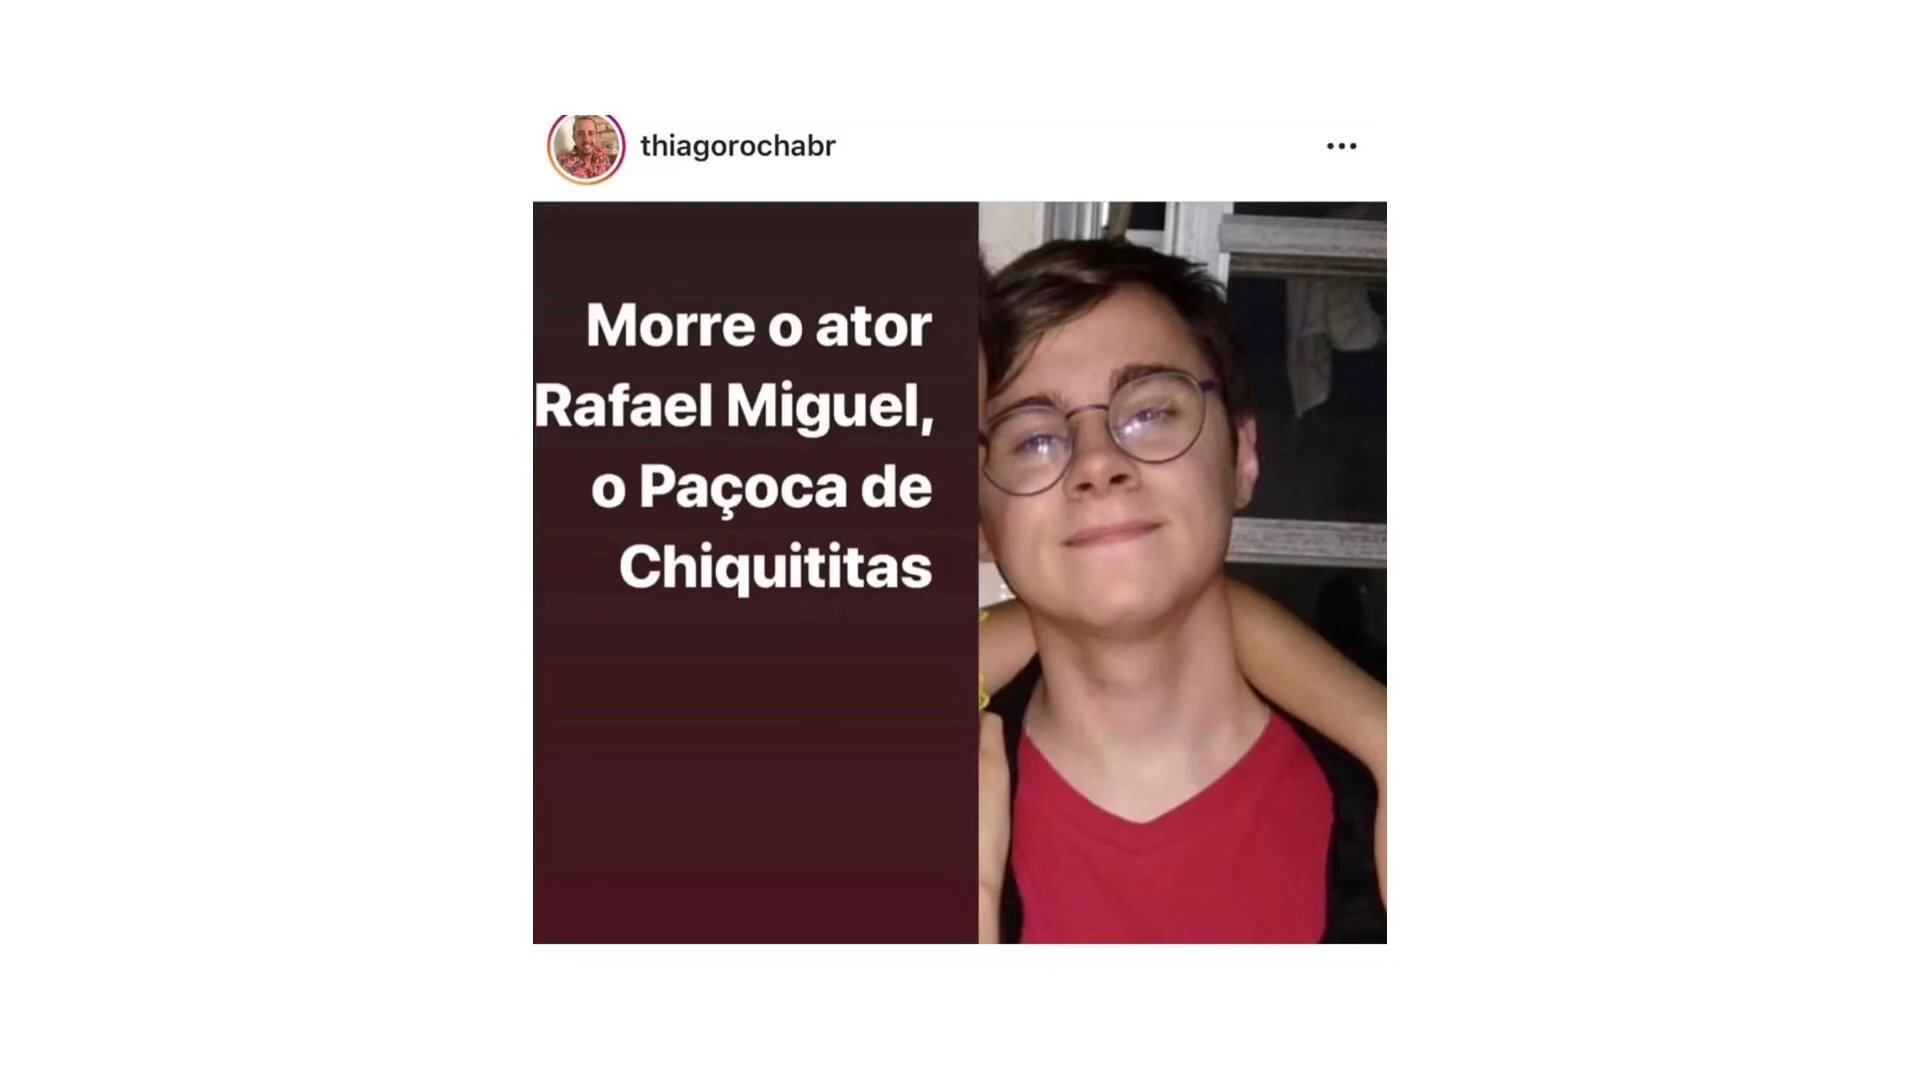 thiagorochabr
Morre o ator
Rafael Miguel,
o Paçoca de
Chiquititas